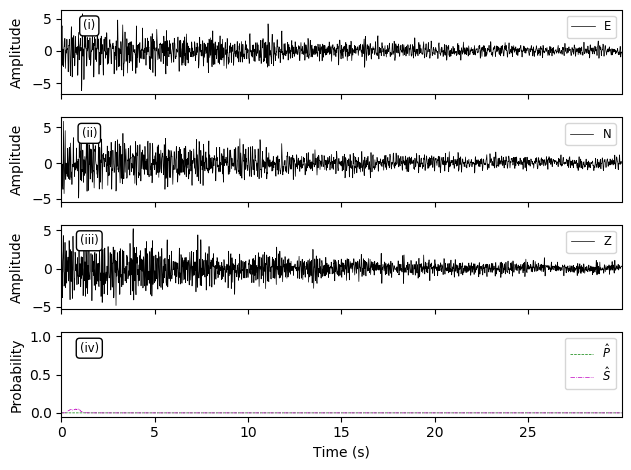 Amplitude
5
0
−5
(i)
E
Amplitude
5
0
−5
(ii)
N
Amplitude
5
0
−5
(iii)
Z
Probability
1.0
0.5
0.0
(iv)
P̂
Ŝ
0 5 10 15 20 25
Time (s)